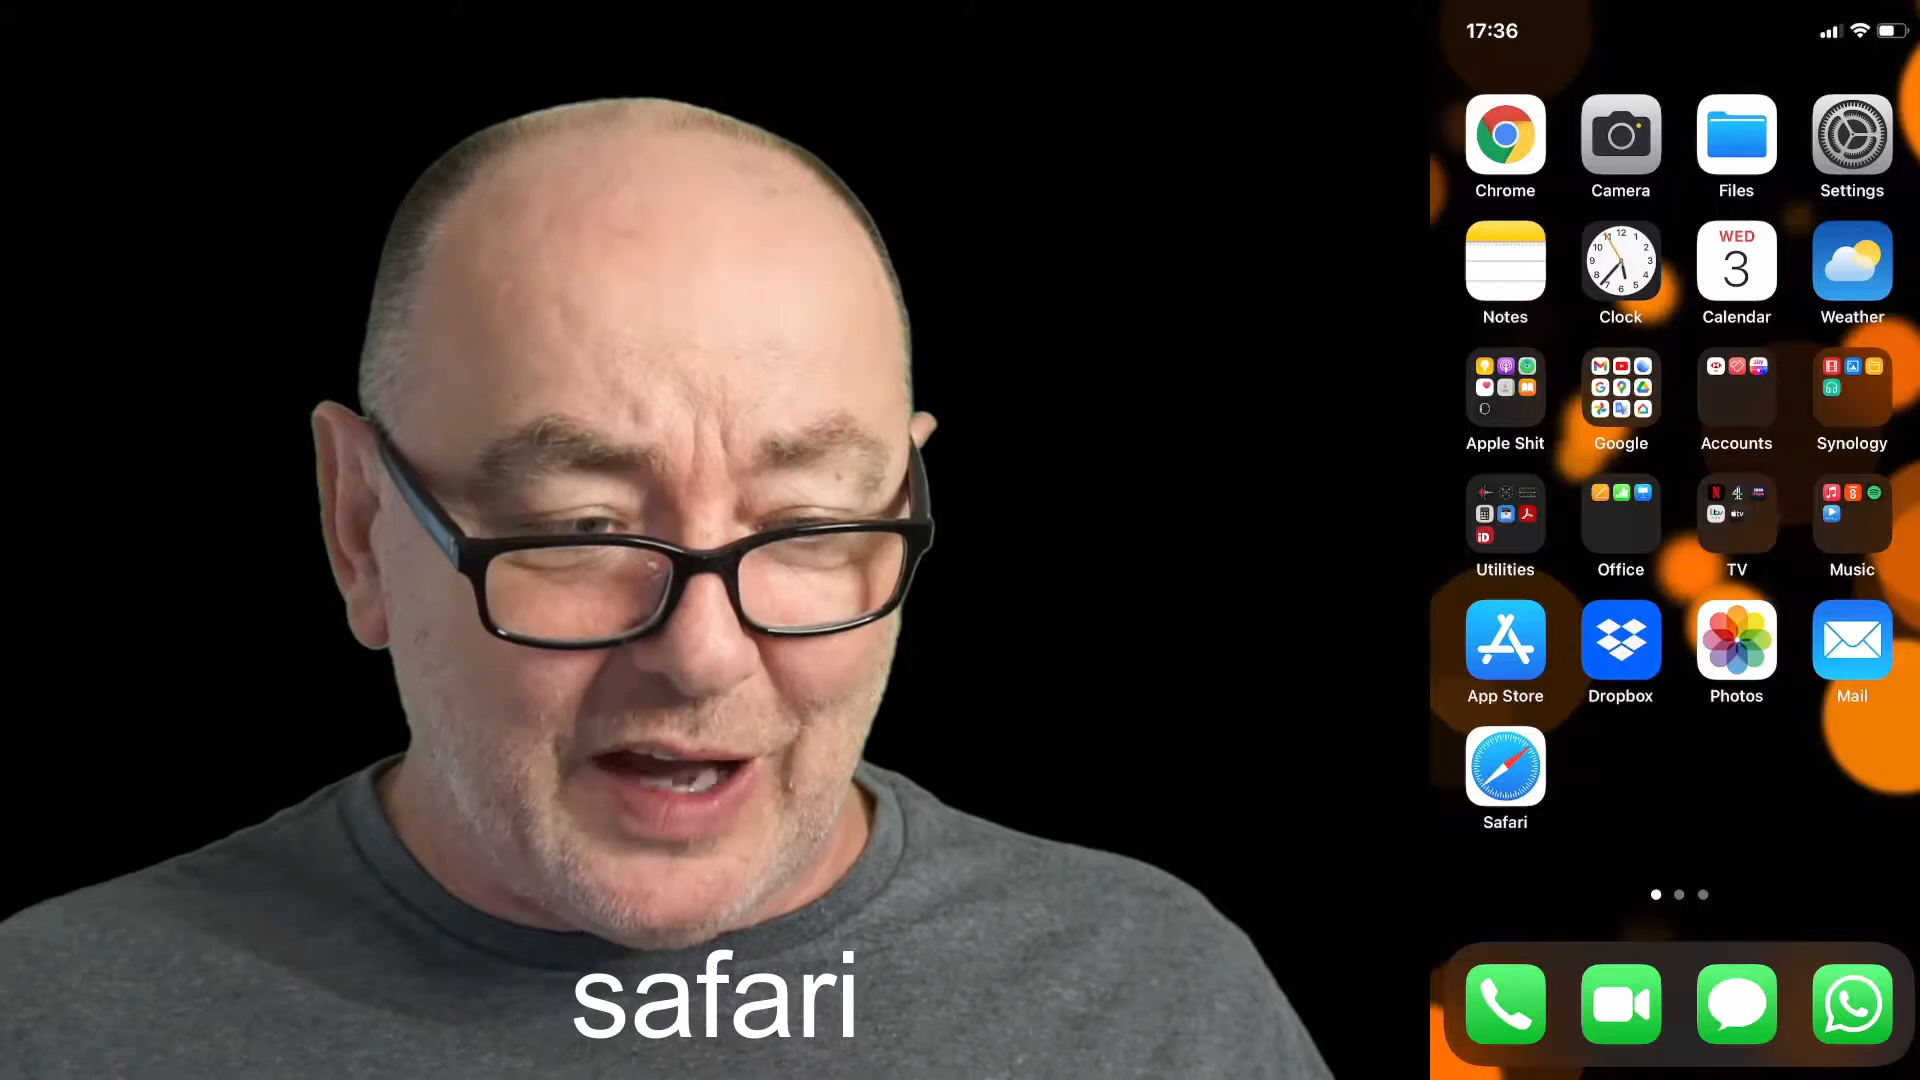 17:36
Chrome
Camera
Files
Settings
WED
3
Notes
Clock
Calendar
Weather
Apple Shit
Google
Accounts
Synology
Utilities
Office
TV
Music
App Store
Dropbox
Photos
Mail
Safari
safari